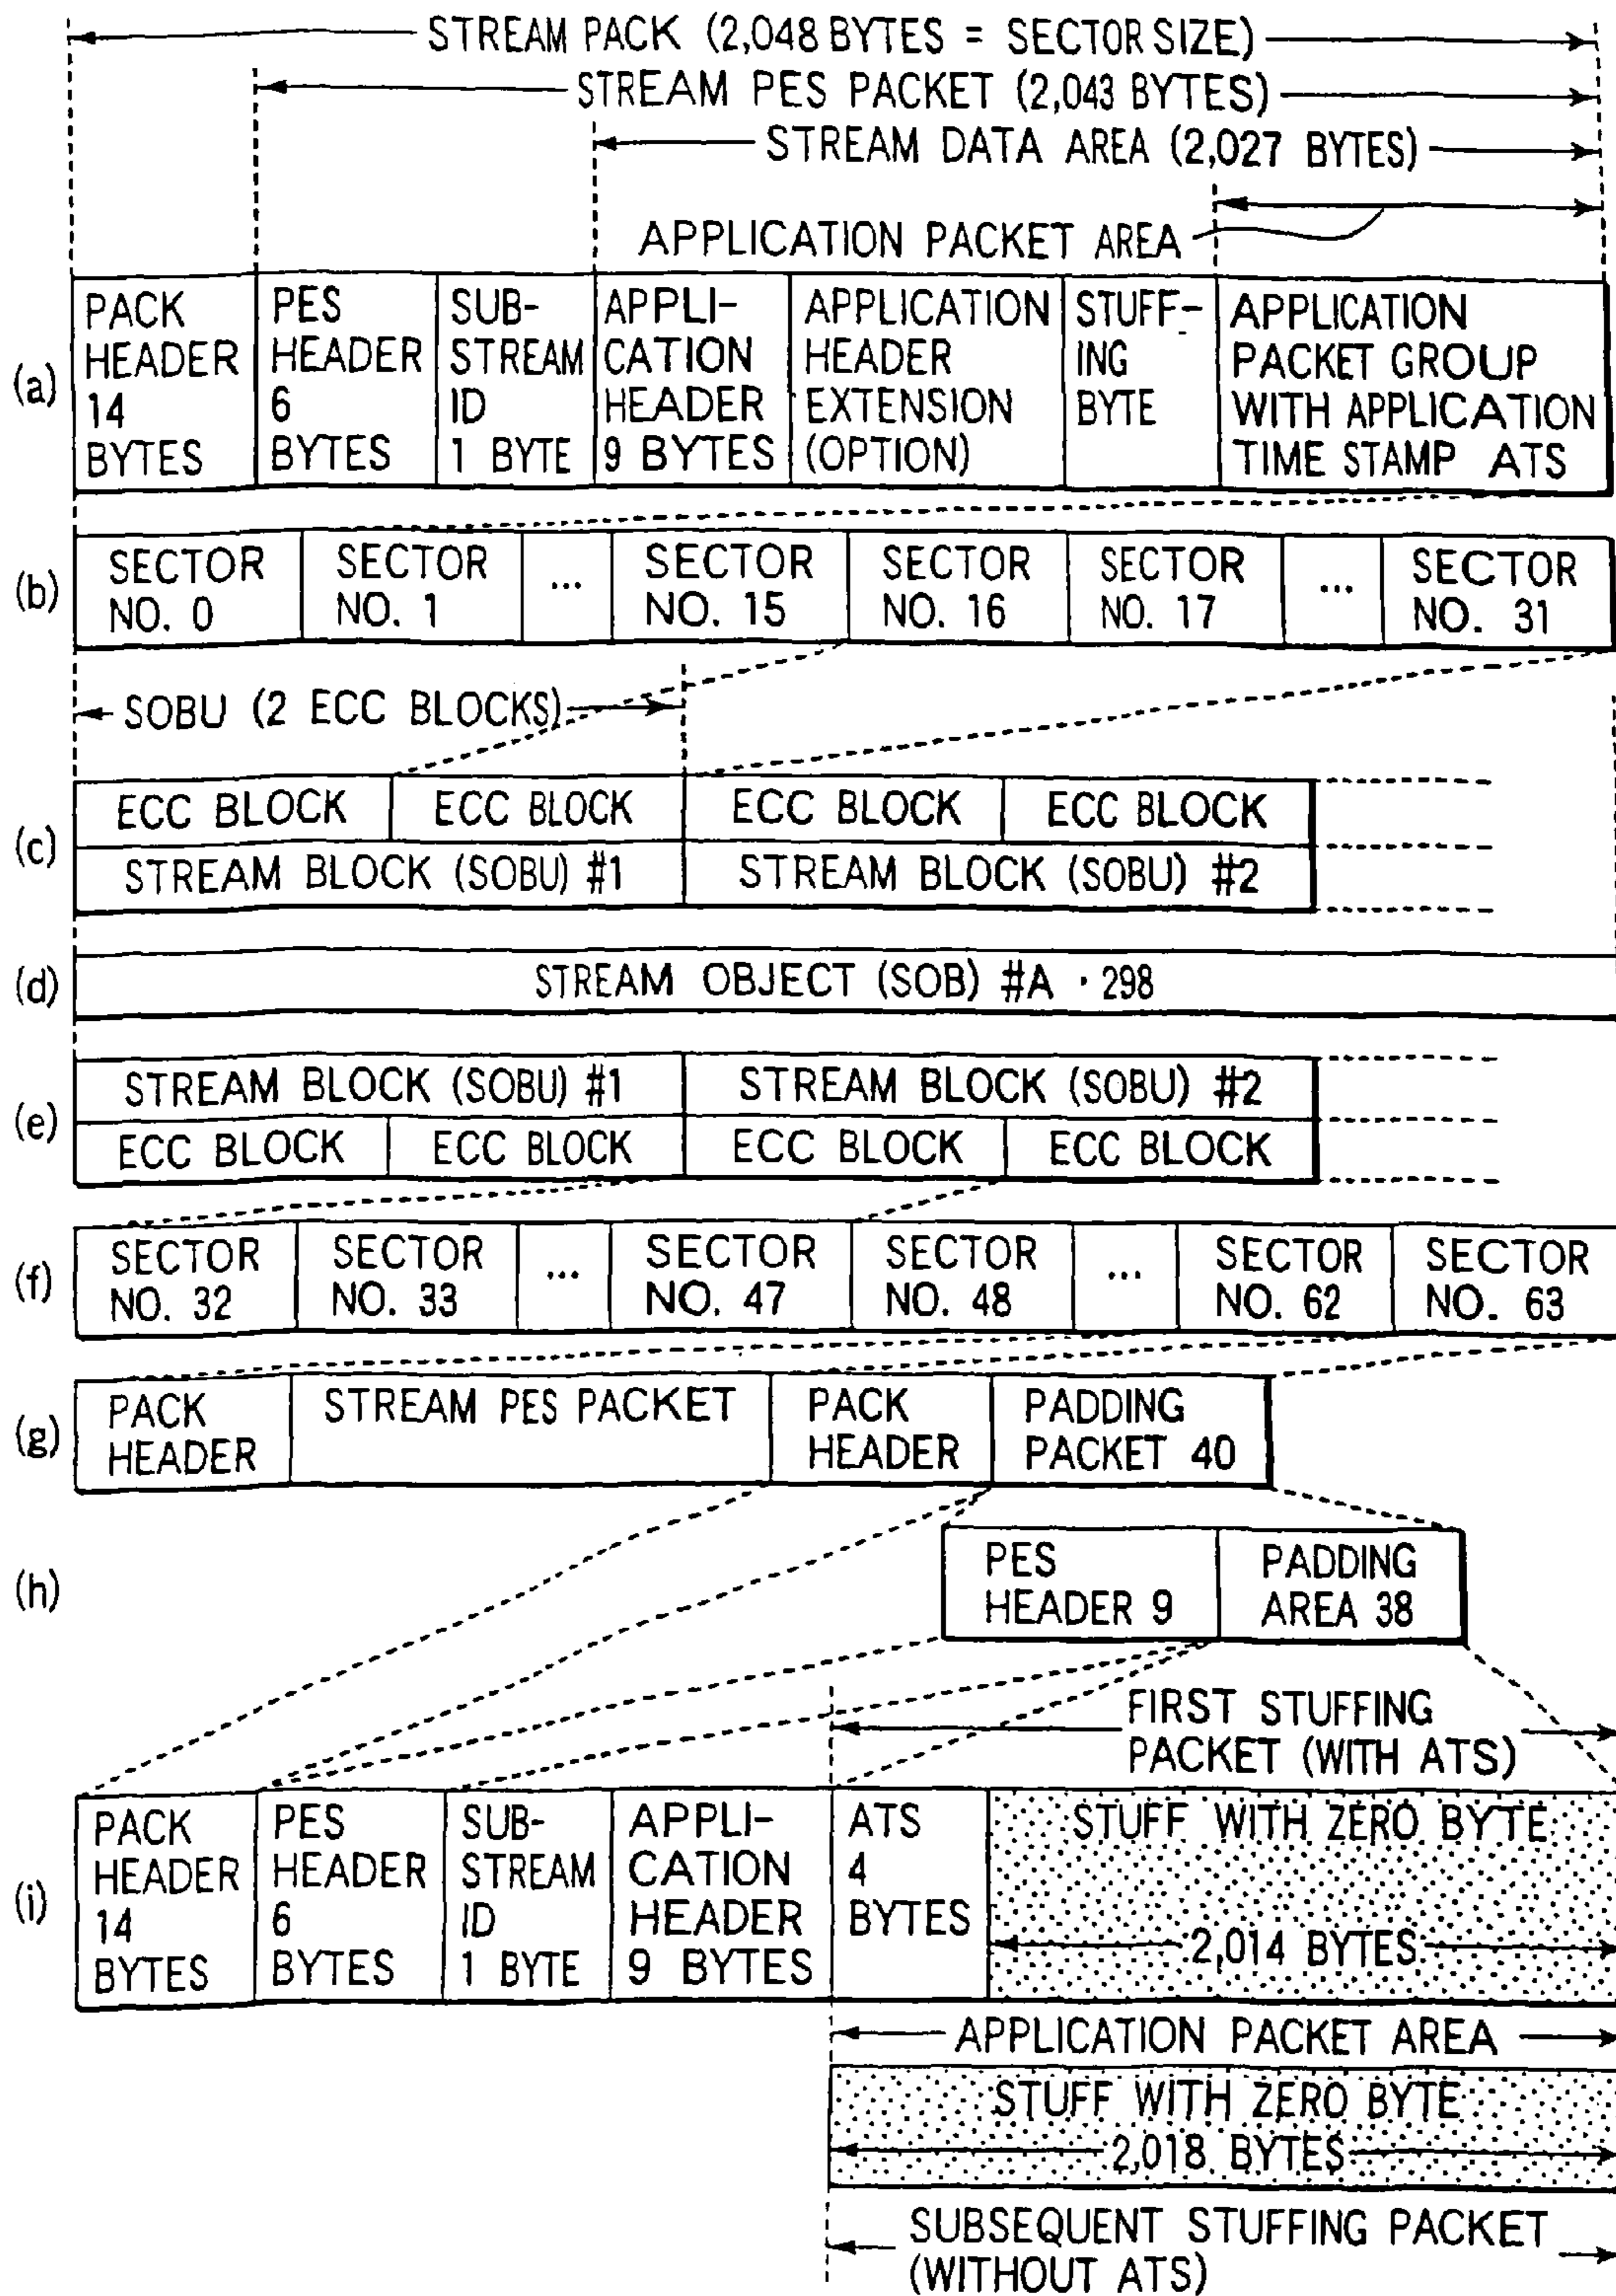 STREAM PACK (2,048 BYTES = SECTOR SIZE)
STREAM PES PACKET (2,043 BYTES)
STREAM DATA AREA (2,027 BYTES)
APPLICATION PACKET AREA
(a)
PACK
HEADER
14
BYTES
PES
HEADER
6
BYTES
SUB-
STREAM
ID
1 BYTE
APPLI-
CATION
HEADER
9 BYTES
APPLICATION
HEADER
EXTENSION
(OPTION)
STUFF-
ING
BYTE
APPLICATION
PACKET GROUP
WITH APPLICATION
TIME STAMP ATS
(b)
SECTOR
NO. 0
SECTOR
NO. 1
...
SECTOR
NO. 15
SECTOR
NO. 16
SECTOR
NO. 17
...
SECTOR
NO. 31
SOBU (2 ECC BLOCKS)
(c)
ECC BLOCK
ECC BLOCK
ECC BLOCK
ECC BLOCK
STREAM BLOCK (SOBU) #1
STREAM BLOCK (SOBU) #2
(d)
STREAM OBJECT (SOB) #A · 298
(e)
STREAM BLOCK (SOBU) #1
STREAM BLOCK (SOBU) #2
ECC BLOCK
ECC BLOCK
ECC BLOCK
ECC BLOCK
(f)
SECTOR
NO. 32
SECTOR
NO. 33
...
SECTOR
NO. 47
SECTOR
NO. 48
...
SECTOR
NO. 62
SECTOR
NO. 63
(g)
PACK
HEADER
STREAM PES PACKET
PACK
HEADER
PADDING
PACKET 40
(h)
PES
HEADER 9
PADDING
AREA 38
FIRST STUFFING
PACKET (WITH ATS)
(i)
PACK
HEADER
14
BYTES
PES
HEADER
6
BYTES
SUB-
STREAM
ID
1 BYTE
APPLI-
CATION
HEADER
9 BYTES
ATS
4
BYTES
STUFF WITH ZERO BYTE
2,014 BYTES
APPLICATION PACKET AREA
STUFF WITH ZERO BYTE
2,018 BYTES
SUBSEQUENT STUFFING PACKET
(WITHOUT ATS)